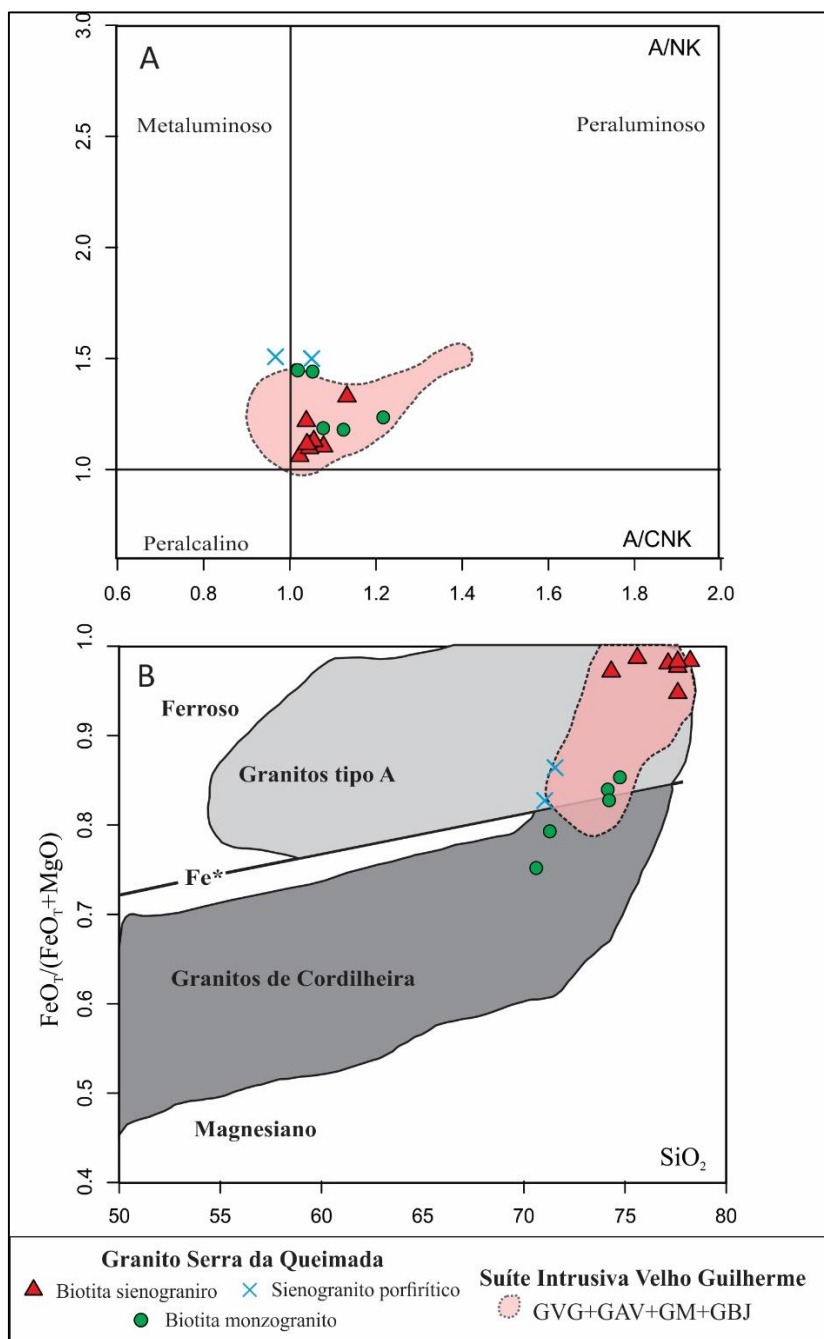 A
A/NK
Metaluminoso
Peraluminoso
Peralcalino
A/CNK
3.0
2.5
2.0
1.5
1.0
0.6 0.8 1.0 1.2 1.4 1.6 1.8 2.0
B
Ferroso
Granitos tipo A
Fe*
Granitos de Cordilheira
Magnesiano
SiO₂
FeOT/(FeOT+MgO)
1.0
0.9
0.8
0.7
0.6
0.5
0.4
50 55 60 65 70 75 80
Granito Serra da Queimada
Biotita sienograniro
Sienogranito porfirítico
Biotita monzogranito
Suíte Intrusiva Velho Guilherme
GVG+GAV+GM+GBJ